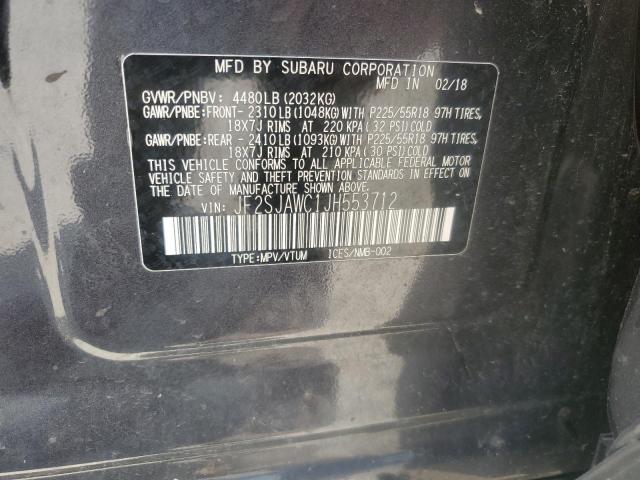 MFD BY SUBARU CORPORATION
MFD IN 02/18
GVWR/PNBV: 4480LB(2032KG)
GAWR/PNBE:FRONT-2310LB(1048KG)WITH P225/55R18 97H TIRES,
18X7J RIMS AT 220 KPA(32 PSI)COLD
GAWR/PNBE:REAR -2410LB(1093KG)WITH P225/55R18 97H TIRES,
18X7J RIMS AT 210 KPA(30 PSI)COLD
THIS VEHICLE CONFORMS TO ALL APPLICABLE FEDERAL MOTOR
VEHICLE SAFETY AND THEFT PREVENTION STANDARDS IN EFFECT
ON THE DATE OF MANUFACTURE SHOWN ABOVE.
VIN: JF2SJAWC1JH553712
TYPE:MPV/VTUM ICES/NMB-002